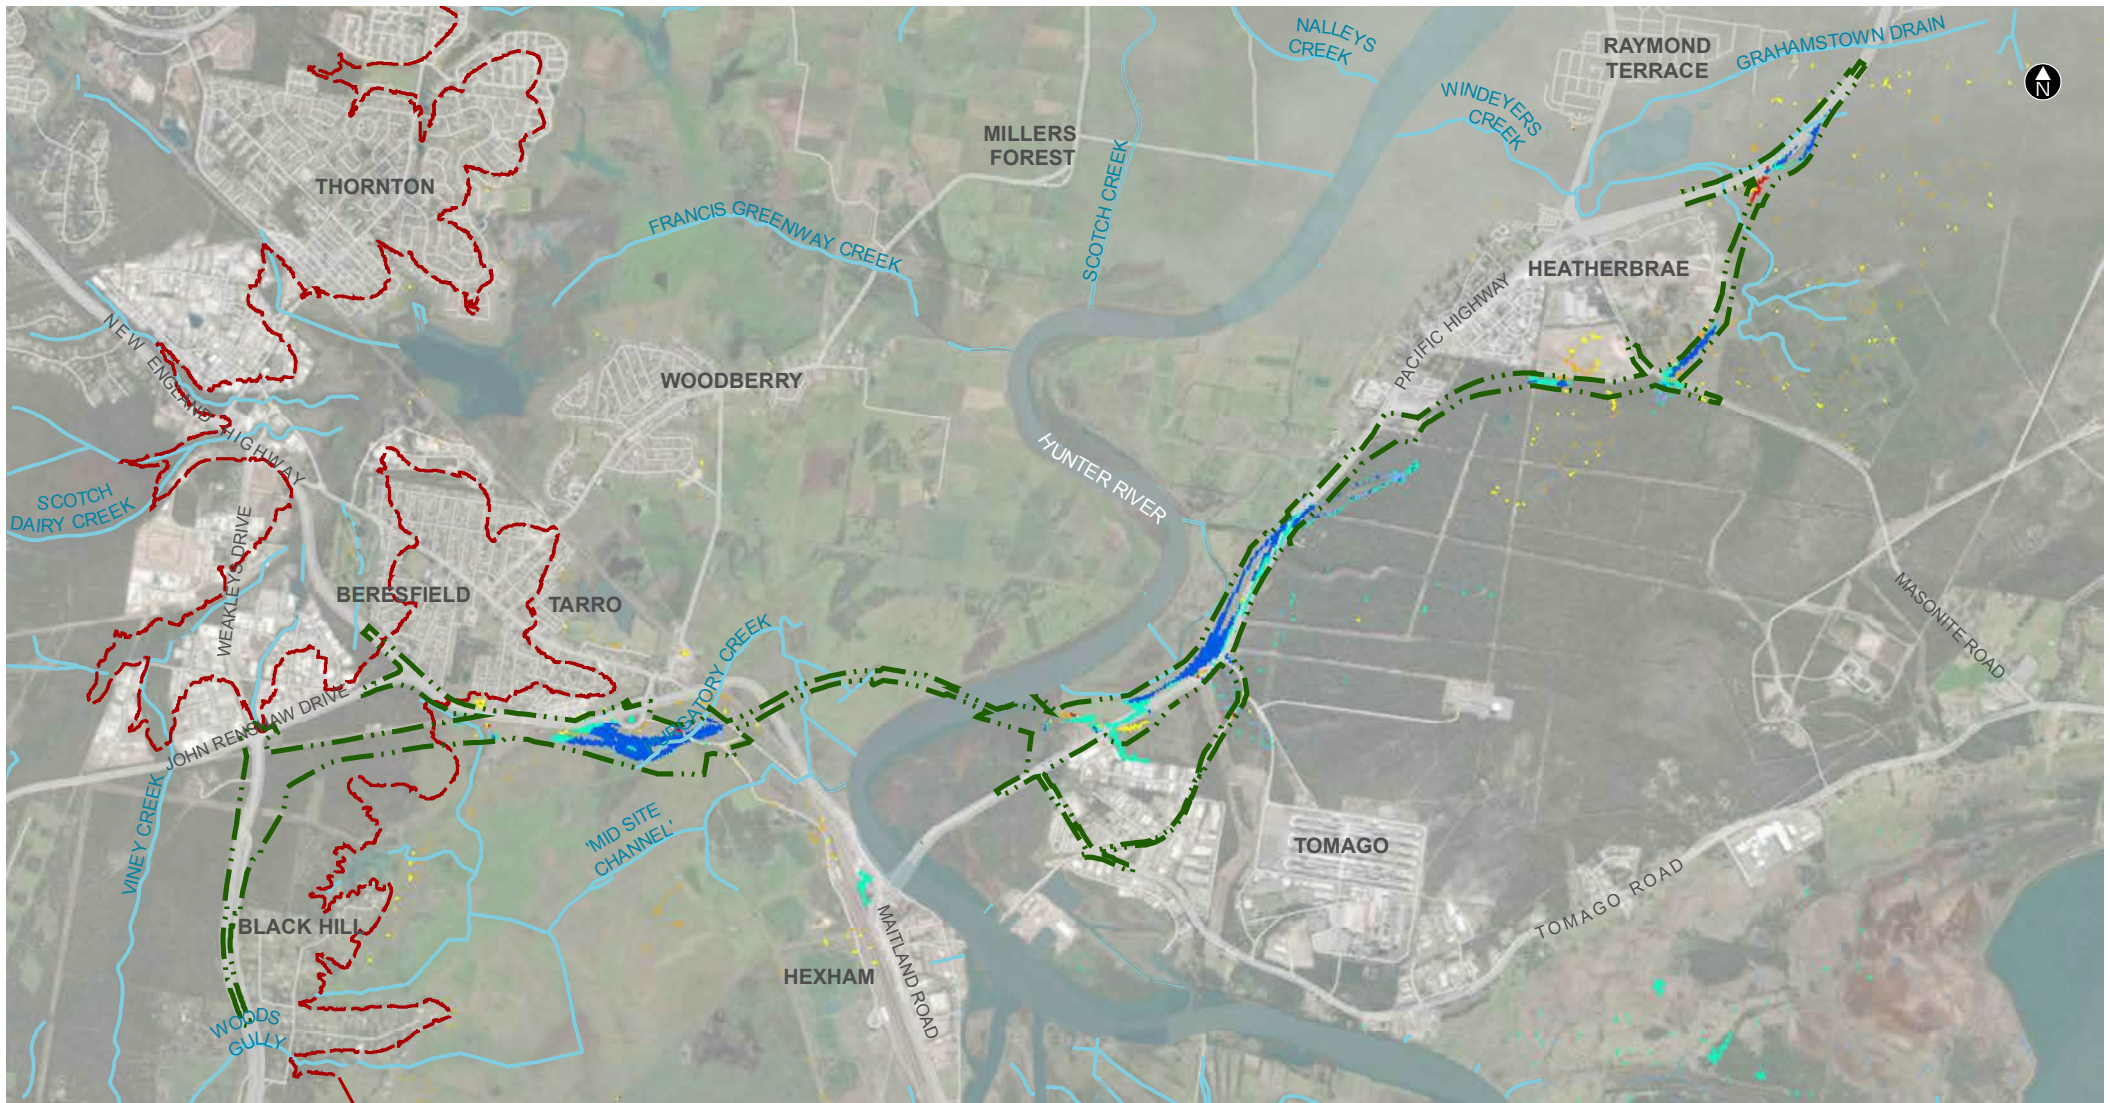 NALLEYS
CREEK
RAYMOND
TERRACE
GRAHAMSTOWN DRAIN
N
WINDEYERS
CREEK
MILLERS
FOREST
THORNTON
SCOTCH CREEK
FRANCIS GREENWAY CREEK
HEATHERBRAE
PACIFIC HIGHWAY
NEW ENGLAND HIGHWAY
WOODBERRY
HUNTER RIVER
SCOTCH
DAIRY CREEK
WEAKLEYS DRIVE
BERESFIELD
TARRO
MASONITE ROAD
PURGATORY CREEK
JOHN RENSHAW DRIVE
VINEY CREEK
'MID SITE
CHANNEL'
TOMAGO
TOMAGO ROAD
BLACK HILL
HEXHAM
MAITLAND ROAD
WOODS
GULLY